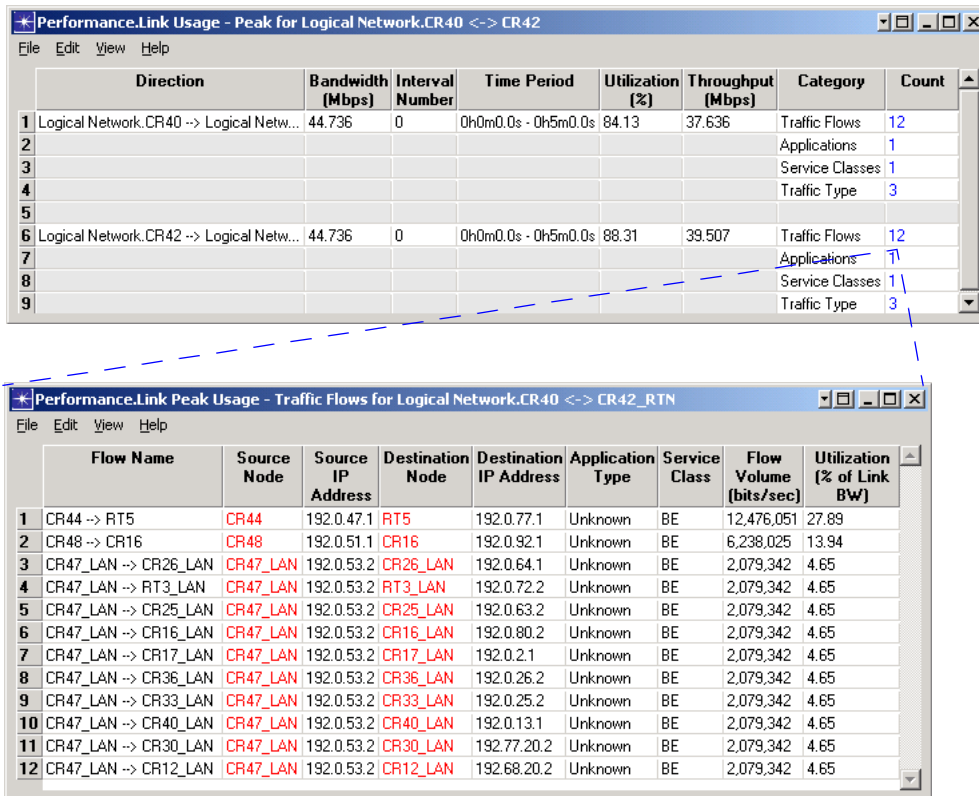 Performance.Link Usage - Peak for Logical Network.CR40 <-> CR42
File Edit View Help
Direction Bandwidth (Mbps) Interval Number Time Period Utilization (%) Throughput (Mbps) Category Count
1 Logical Network.CR40 --> Logical Netw... 44.736 0 0h0m0.0s - 0h5m0.0s 84.13 37.636 Traffic Flows 12
2 Applications 1
3 Service Classes 1
4 Traffic Type 3
5
6 Logical Network.CR42 --> Logical Netw... 44.736 0 0h0m0.0s - 0h5m0.0s 88.31 39.507 Traffic Flows 12
7 Applications 1
8 Service Classes 1
9 Traffic Type 3
Performance.Link Peak Usage - Traffic Flows for Logical Network.CR40 <-> CR42_RTN
File Edit View Help
Flow Name Source Node Source IP Address Destination Node Destination IP Address Application Type Service Class Flow Volume (bits/sec) Utilization (% of Link BW)
1 CR44 --> RT5 CR44 192.0.47.1 RT5 192.0.77.1 Unknown BE 12,476,051 27.89
2 CR48 --> CR16 CR48 192.0.51.1 CR16 192.0.92.1 Unknown BE 6,238,025 13.94
3 CR47_LAN --> CR26_LAN CR47_LAN 192.0.53.2 CR26_LAN 192.0.64.1 Unknown BE 2,079,342 4.65
4 CR47_LAN --> RT3_LAN CR47_LAN 192.0.53.2 RT3_LAN 192.0.72.2 Unknown BE 2,079,342 4.65
5 CR47_LAN --> CR25_LAN CR47_LAN 192.0.53.2 CR25_LAN 192.0.63.2 Unknown BE 2,079,342 4.65
6 CR47_LAN --> CR16_LAN CR47_LAN 192.0.53.2 CR16_LAN 192.0.80.2 Unknown BE 2,079,342 4.65
7 CR47_LAN --> CR17_LAN CR47_LAN 192.0.53.2 CR17_LAN 192.0.2.1 Unknown BE 2,079,342 4.65
8 CR47_LAN --> CR36_LAN CR47_LAN 192.0.53.2 CR36_LAN 192.0.26.2 Unknown BE 2,079,342 4.65
9 CR47_LAN --> CR33_LAN CR47_LAN 192.0.53.2 CR33_LAN 192.0.25.2 Unknown BE 2,079,342 4.65
10 CR47_LAN --> CR40_LAN CR47_LAN 192.0.53.2 CR40_LAN 192.0.13.1 Unknown BE 2,079,342 4.65
11 CR47_LAN --> CR30_LAN CR47_LAN 192.0.53.2 CR30_LAN 192.77.20.2 Unknown BE 2,079,342 4.65
12 CR47_LAN --> CR12_LAN CR47_LAN 192.0.53.2 CR12_LAN 192.68.20.2 Unknown BE 2,079,342 4.65